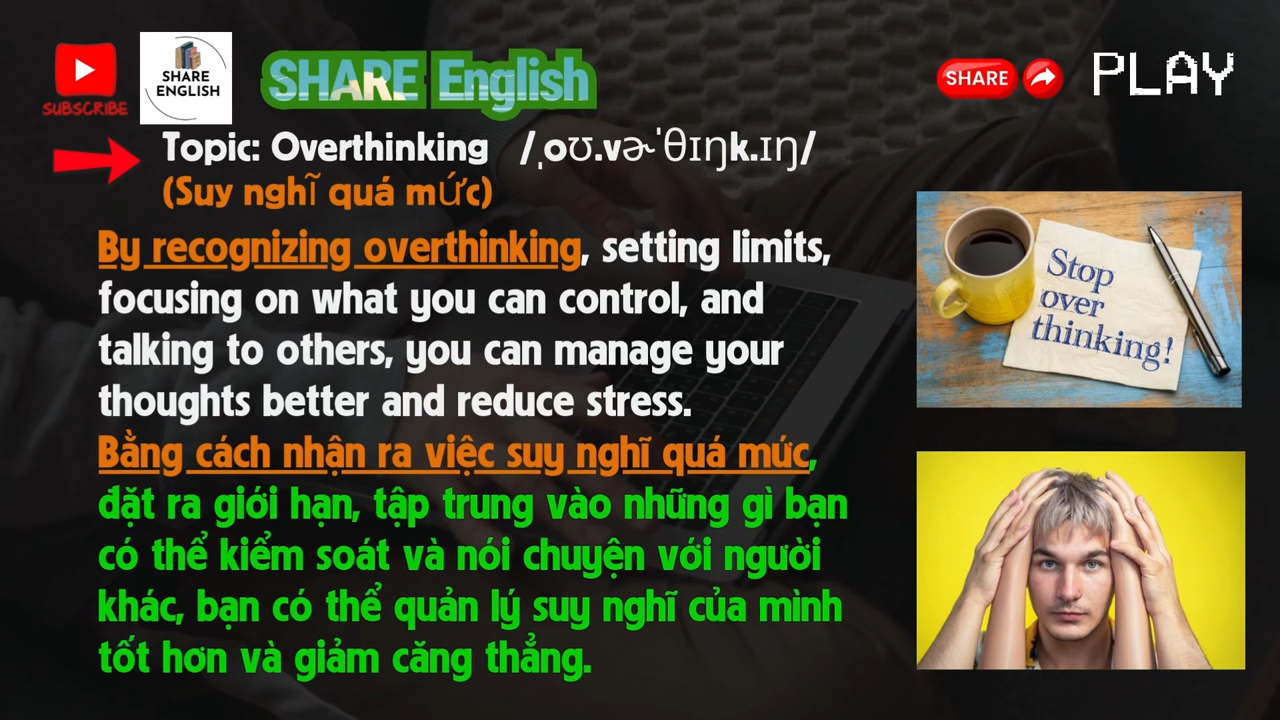 SUBSCRIBE
SHARE
ENGLISH
SHARE English
SHARE
PLAY
Topic: Overthinking /ˌoʊ.vɚˈθɪŋk.ɪŋ/
(Suy nghĩ quá mức)
By recognizing overthinking, setting limits,
focusing on what you can control, and
talking to others, you can manage your
thoughts better and reduce stress.
Bằng cách nhận ra việc suy nghĩ quá mức,
đặt ra giới hạn, tập trung vào những gì bạn
có thể kiểm soát và nói chuyện với người
khác, bạn có thể quản lý suy nghĩ của mình
tốt hơn và giảm căng thẳng.
Stop
over
thinking!